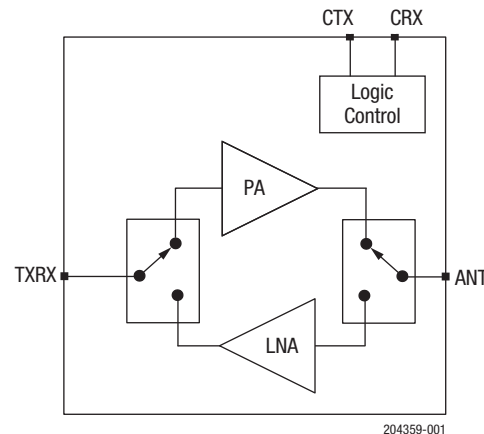 CTX CRX
Logic
Control
PA
TXRX
ANT
LNA
204359-001